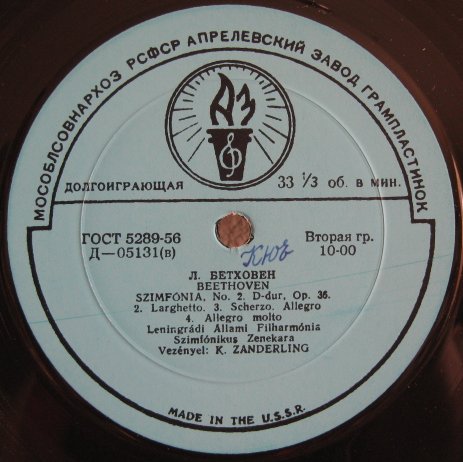 МОСОБЛСОВНАРХОЗ РСФСР АПРЕЛЕВСКИЙ ЗАВОД ГРАМПЛАСТИНОК
АЗ
ДОЛГОИГРАЮЩАЯ 33 ⅓ об. в мин.
ГОСТ 5289-56 Вторая гр.
Д—05131(в) 10-00
Кюз
Л. БЕТХОВЕН
BEETHOVEN
SZIMFÓNIA, No. 2. D-dur, Op. 36.
2. Larghetto. 3. Scherzo. Allegro
4. Allegro molto
Leningrádi Állami Filharmónia
Szimfónikus Zenekara
Vezényel: K. ZANDERLING
MADE IN THE U.S.S.R.